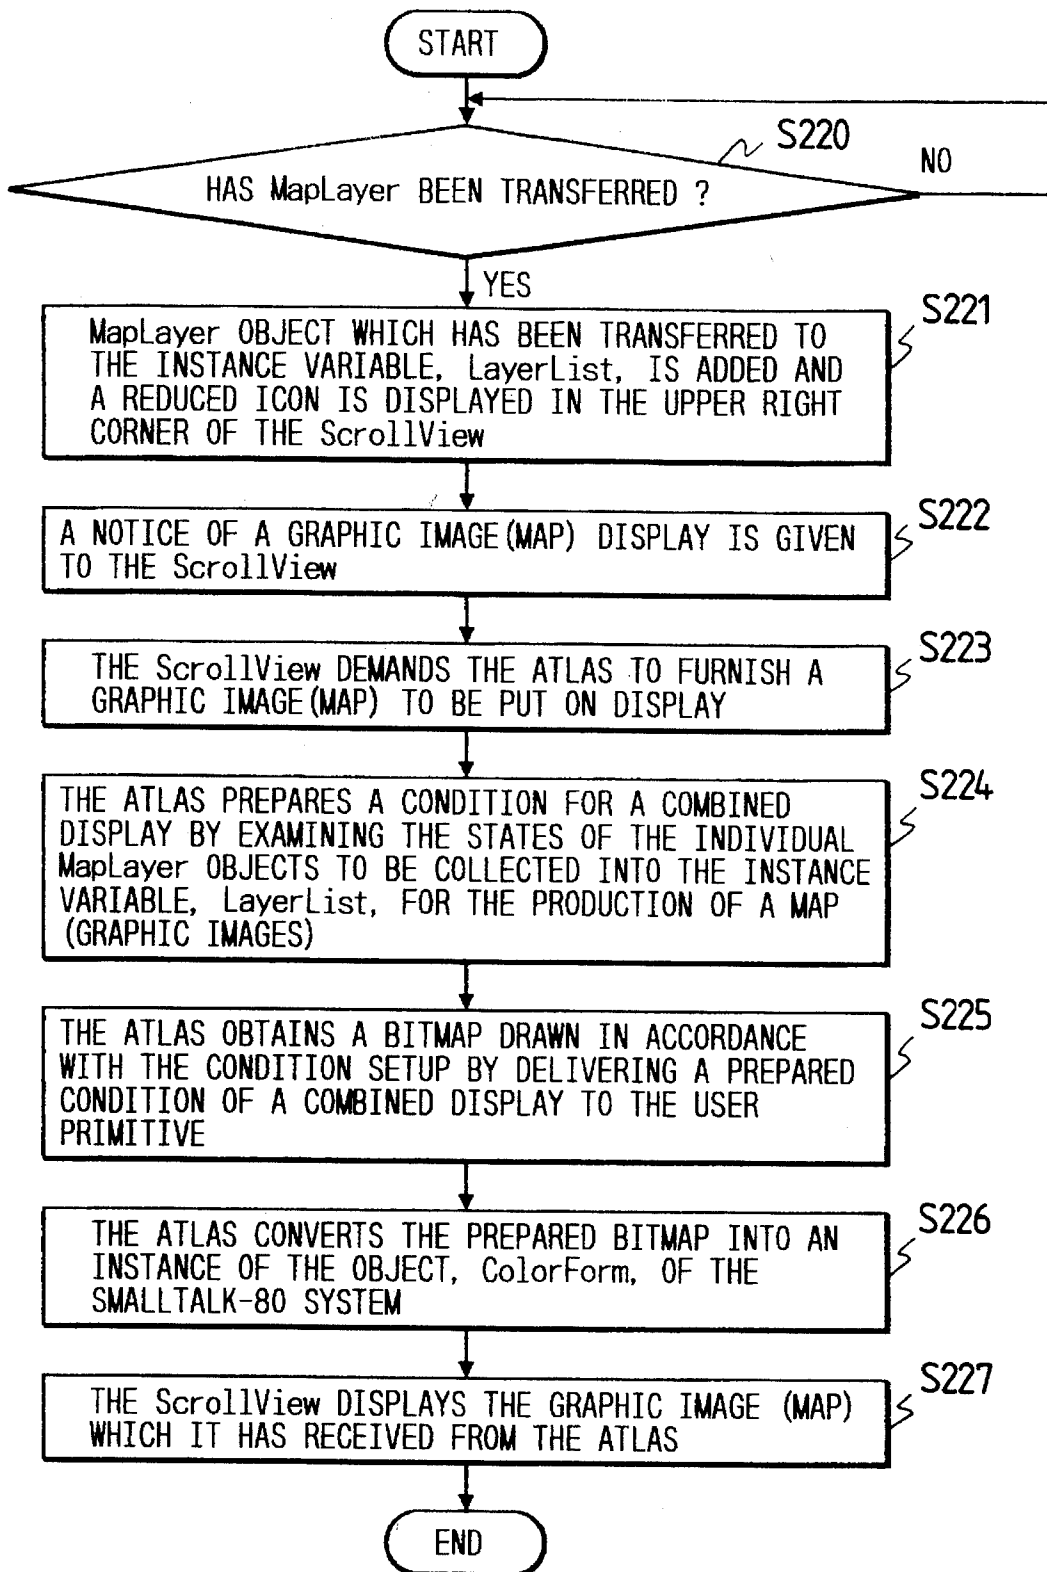 START
S220
NO
HAS MapLayer BEEN TRANSFERRED ?
YES
S221
MapLayer OBJECT WHICH HAS BEEN TRANSFERRED TO
THE INSTANCE VARIABLE, LayerList, IS ADDED AND
A REDUCED ICON IS DISPLAYED IN THE UPPER RIGHT
CORNER OF THE ScrollView
S222
A NOTICE OF A GRAPHIC IMAGE(MAP) DISPLAY IS GIVEN
TO THE ScrollView
S223
THE ScrollView DEMANDS THE ATLAS TO FURNISH A
GRAPHIC IMAGE(MAP) TO BE PUT ON DISPLAY
S224
THE ATLAS PREPARES A CONDITION FOR A COMBINED
DISPLAY BY EXAMINING THE STATES OF THE INDIVIDUAL
MapLayer OBJECTS TO BE COLLECTED INTO THE INSTANCE
VARIABLE, LayerList, FOR THE PRODUCTION OF A MAP
(GRAPHIC IMAGES)
S225
THE ATLAS OBTAINS A BITMAP DRAWN IN ACCORDANCE
WITH THE CONDITION SETUP BY DELIVERING A PREPARED
CONDITION OF A COMBINED DISPLAY TO THE USER
PRIMITIVE
S226
THE ATLAS CONVERTS THE PREPARED BITMAP INTO AN
INSTANCE OF THE OBJECT, ColorForm, OF THE
SMALLTALK-80 SYSTEM
S227
THE ScrollView DISPLAYS THE GRAPHIC IMAGE (MAP)
WHICH IT HAS RECEIVED FROM THE ATLAS
END